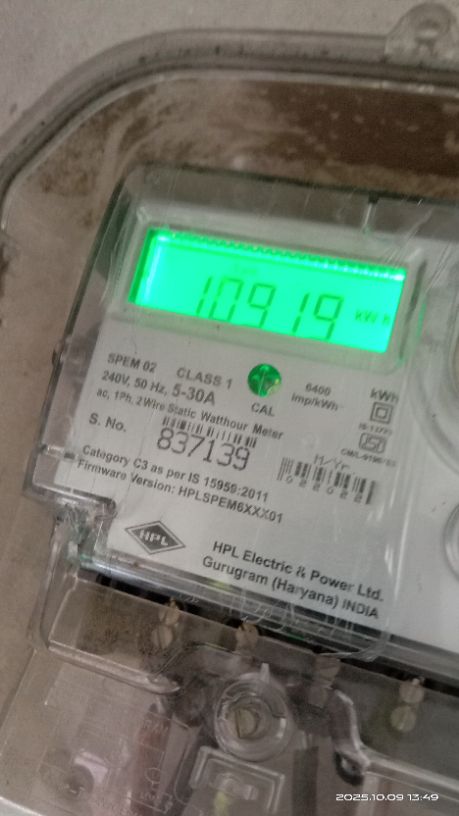 10919 kWh
SPEM 02 CLASS 1 6400 kWh
240V, 50 Hz, 5-30A CAL imp/kWh
ac, 1Ph, 2 Wire Static Watthour Meter
S. No. 837139
Category C3 as per IS 15959:2011
Firmware Version: HPLSPEM6XXX01
HPL
HPL Electric & Power Ltd.
Gurugram (Haryana) INDIA
2025.10.09 13:49